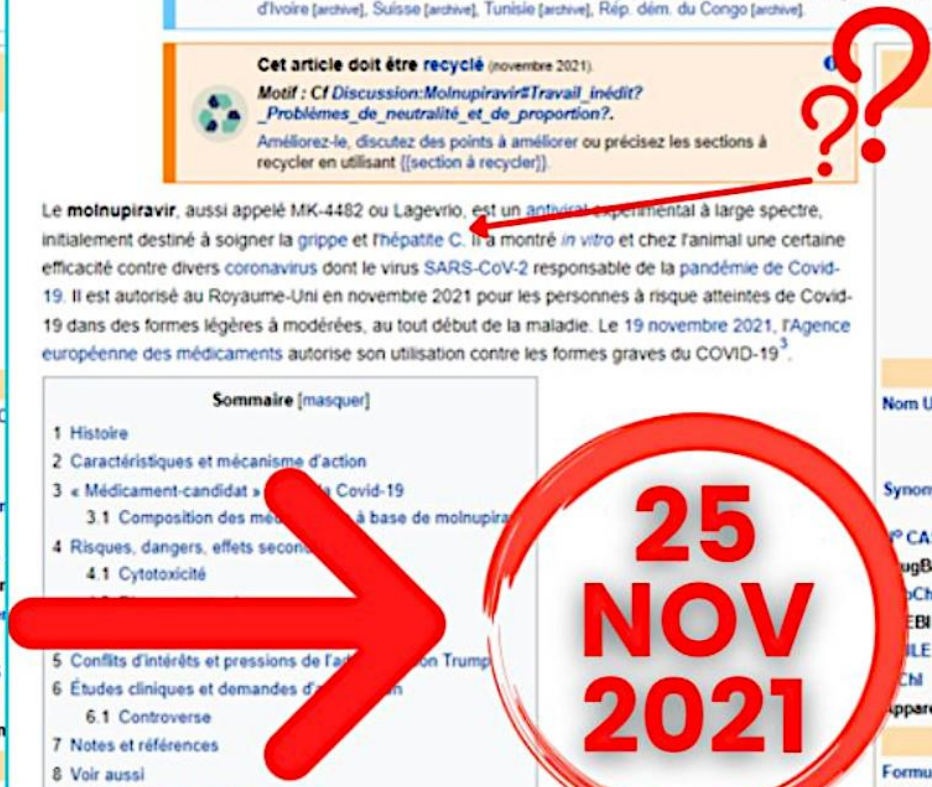 d'Ivoire [archive], Suisse [archive], Tunisie [archive], Rép. dém. du Congo [archive].
??
Cet article doit être recyclé (novembre 2021).
Motif : Cf Discussion:Molnupiravir#Travail_inédit?
_Problèmes_de_neutralité_et_de_proportion?.
Améliorez-le, discutez des points à améliorer ou précisez les sections à
recycler en utilisant {{section à recycler}}.
Le molnupiravir, aussi appelé MK-4482 ou Lagevrio, est un antiviral expérimental à large spectre,
initialement destiné à soigner la grippe et l'hépatite C. Il a montré in vitro et chez l'animal une certaine
efficacité contre divers coronavirus dont le virus SARS-CoV-2 responsable de la pandémie de Covid-
19. Il est autorisé au Royaume-Uni en novembre 2021 pour les personnes à risque atteintes de Covid-
19 dans des formes légères à modérées, au tout début de la maladie. Le 19 novembre 2021, l'Agence
européenne des médicaments autorise son utilisation contre les formes graves du COVID-19³.
Sommaire [masquer]
1 Histoire
2 Caractéristiques et mécanisme d'action
3 « Médicament-candidat » Covid-19
3.1 Composition des à base de
4 Risques, dangers, effets
4.1 Cytotoxicité
5 Conflits d'intérêts et pressions de Trump
6 Études cliniques et demandes
6.1 Controverse
7 Notes et références
8 Voir aussi
25
NOV
2021
Nom